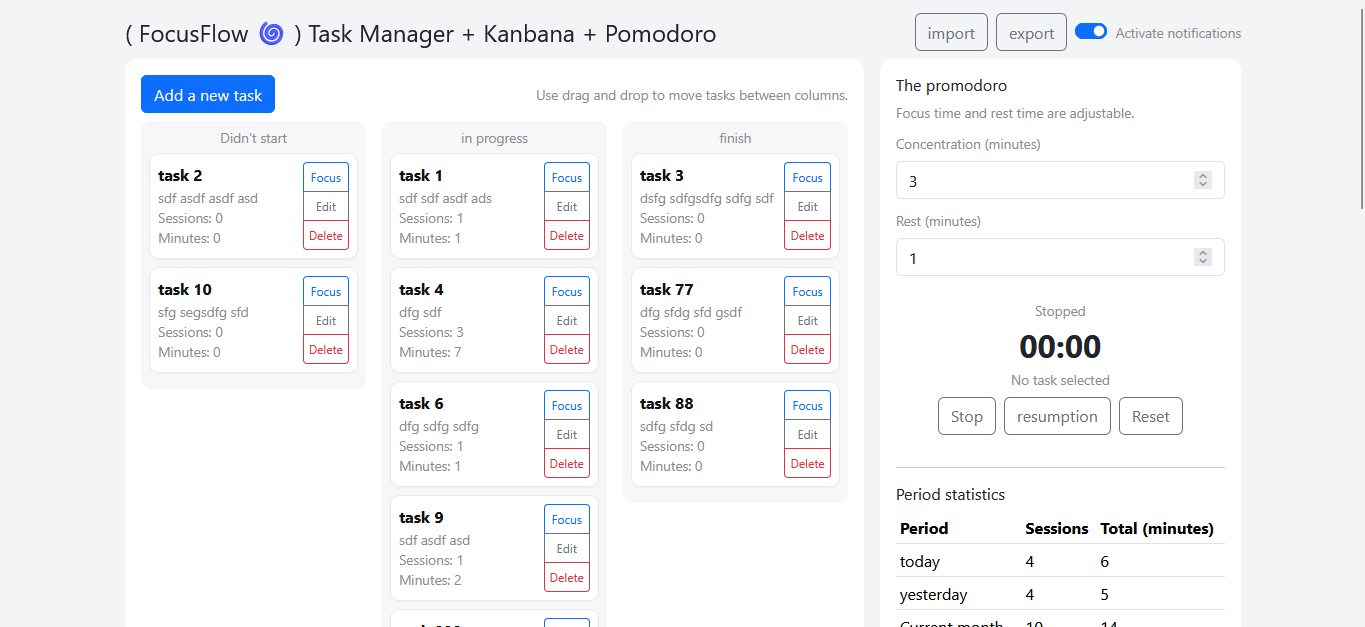 ( FocusFlow 🌀 ) Task Manager + Kanbana + Pomodoro
import
export
Activate notifications
Add a new task
Use drag and drop to move tasks between columns.
Didn't start
task 2
sdf asdf asdf asd
Sessions: 0
Minutes: 0
Focus
Edit
Delete
task 10
sfg segsdfg sfd
Sessions: 0
Minutes: 0
Focus
Edit
Delete
in progress
task 1
sdf sdf asdf ads
Sessions: 1
Minutes: 1
Focus
Edit
Delete
task 4
dfg sdf
Sessions: 3
Minutes: 7
Focus
Edit
Delete
task 6
dfg sdfg sdfg
Sessions: 1
Minutes: 1
Focus
Edit
Delete
task 9
sdf asdf asd
Sessions: 1
Minutes: 2
Focus
Edit
Delete
finish
task 3
dsfg sdfgsdfg sdfg sdf
Sessions: 0
Minutes: 0
Focus
Edit
Delete
task 77
dfg sfdg sfd gsdf
Sessions: 0
Minutes: 0
Focus
Edit
Delete
task 88
sdfg sfdg sd
Sessions: 0
Minutes: 0
Focus
Edit
Delete
The promodoro
Focus time and rest time are adjustable.
Concentration (minutes)
3
Rest (minutes)
1
Stopped
00:00
No task selected
Stop
resumption
Reset
Period statistics
Period Sessions Total (minutes)
today 4 6
yesterday 4 5
Current month 10 14